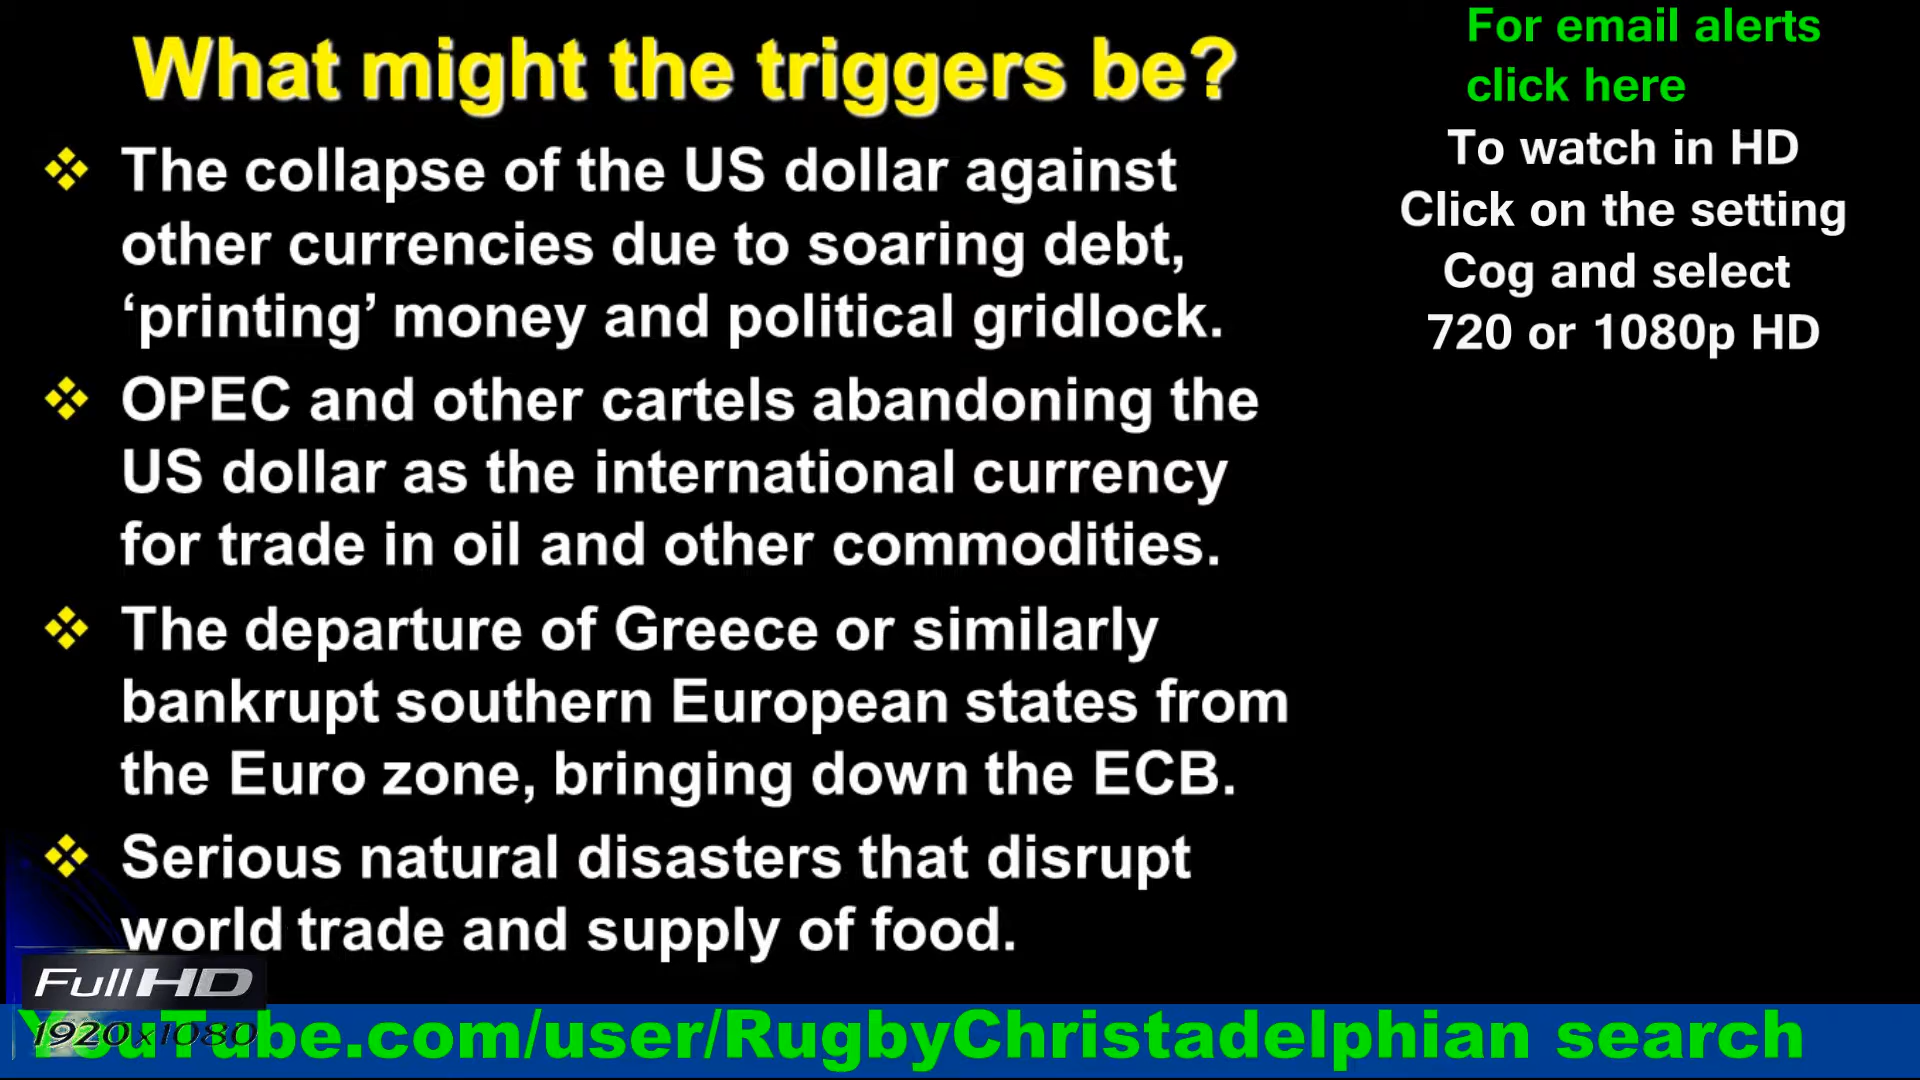 What might the triggers be?
❖ The collapse of the US dollar against
other currencies due to soaring debt,
‘printing’ money and political gridlock.
❖ OPEC and other cartels abandoning the
US dollar as the international currency
for trade in oil and other commodities.
❖ The departure of Greece or similarly
bankrupt southern European states from
the Euro zone, bringing down the ECB.
❖ Serious natural disasters that disrupt
world trade and supply of food.
For email alerts
click here
To watch in HD
Click on the setting
Cog and select
720 or 1080p HD
Full HD
1920x1080
YouTube.com/user/RugbyChristadelphian search